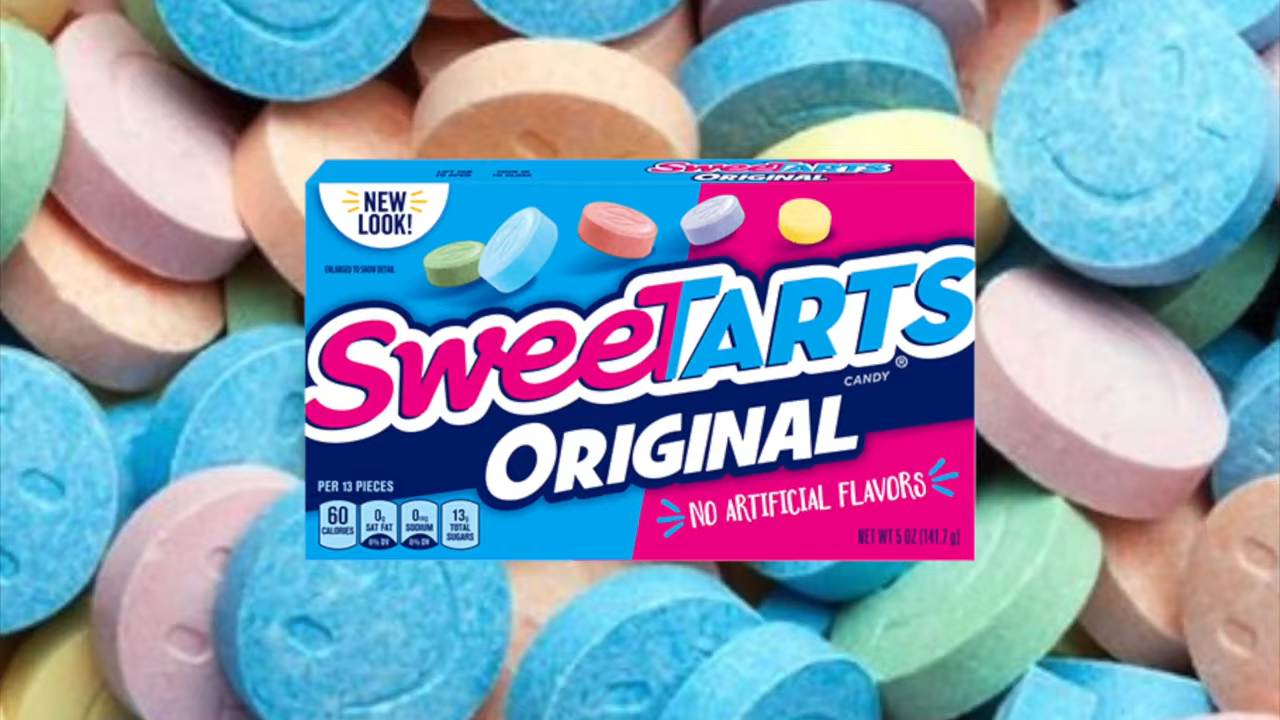 SweeTARTS
ORIGINAL
NEW
LOOK!
ENLARGED TO SHOW DETAIL
SweeTARTS
CANDY ®
ORIGINAL
NO ARTIFICIAL FLAVORS
PER 13 PIECES
60
CALORIES
0g
SAT FAT
0% DV
0mg
SODIUM
0% DV
13g
TOTAL
SUGARS
NET WT 5 OZ (141.7 g)